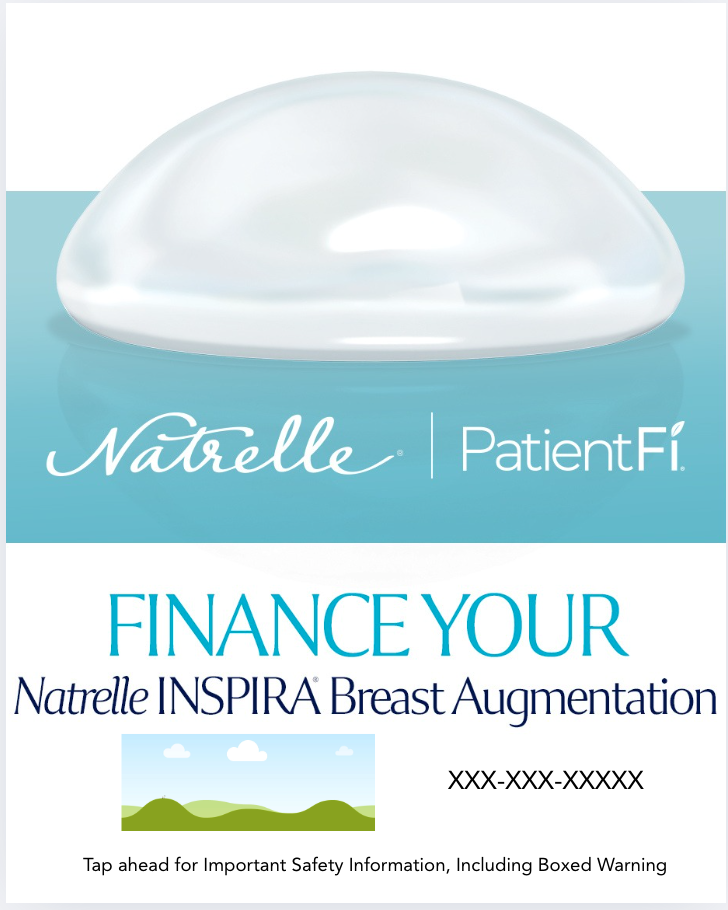 Natrelle® | PatientFi®
FINANCE YOUR
Natrelle INSPIRA® Breast Augmentation
XXX-XXX-XXXXX
Tap ahead for Important Safety Information, Including Boxed Warning